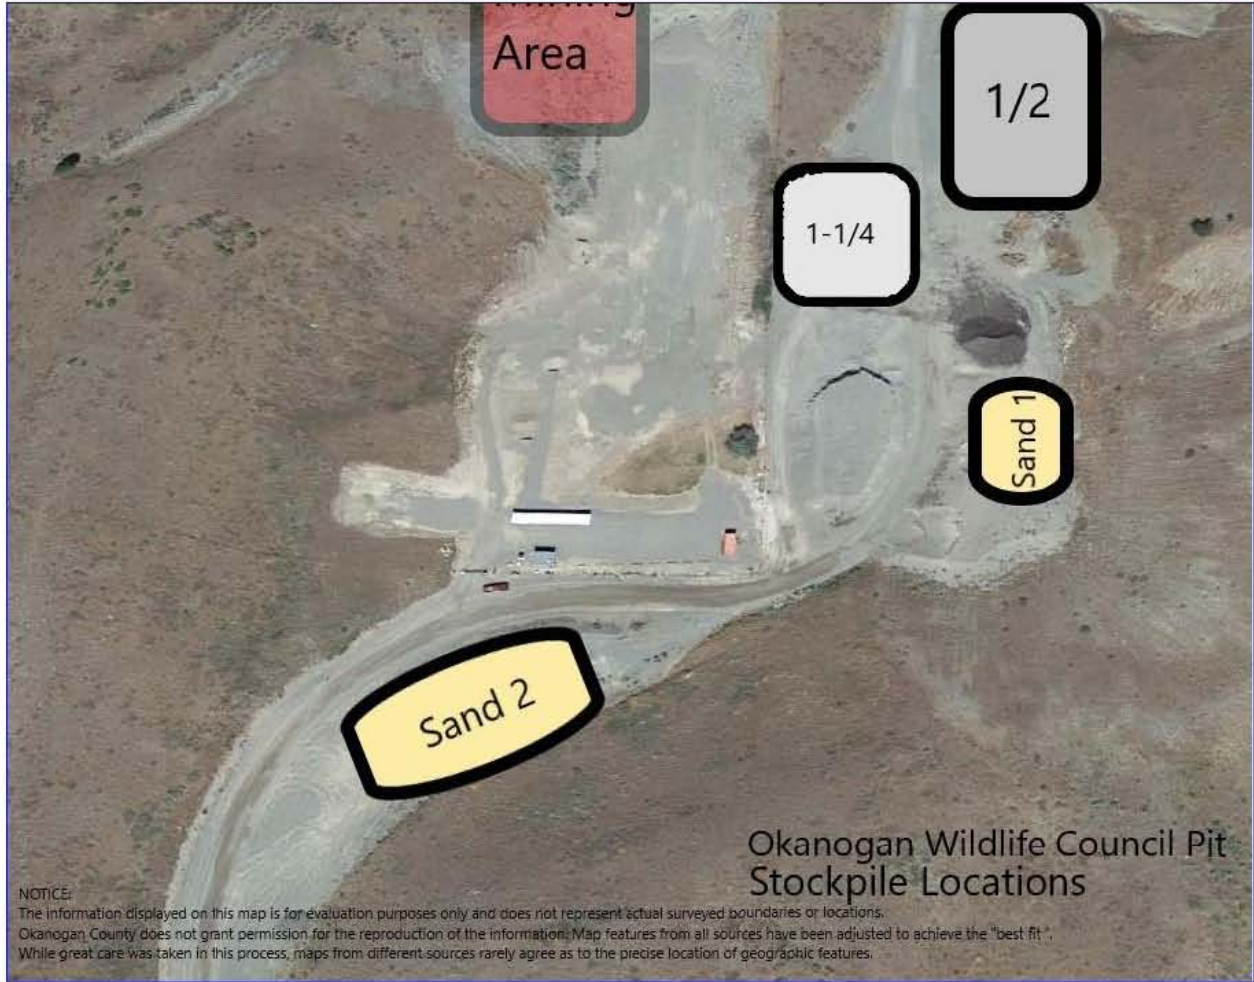 Mining
Area
1/2
1-1/4
Sand 1
Sand 2
Okanogan Wildlife Council Pit
Stockpile Locations
NOTICE:
The information displayed on this map is for evaluation purposes only and does not represent actual surveyed boundaries or locations.
Okanogan County does not grant permission for the reproduction of the information. Map features from all sources have been adjusted to achieve the "best fit".
While great care was taken in this process, maps from different sources rarely agree as to the precise location of geographic features.